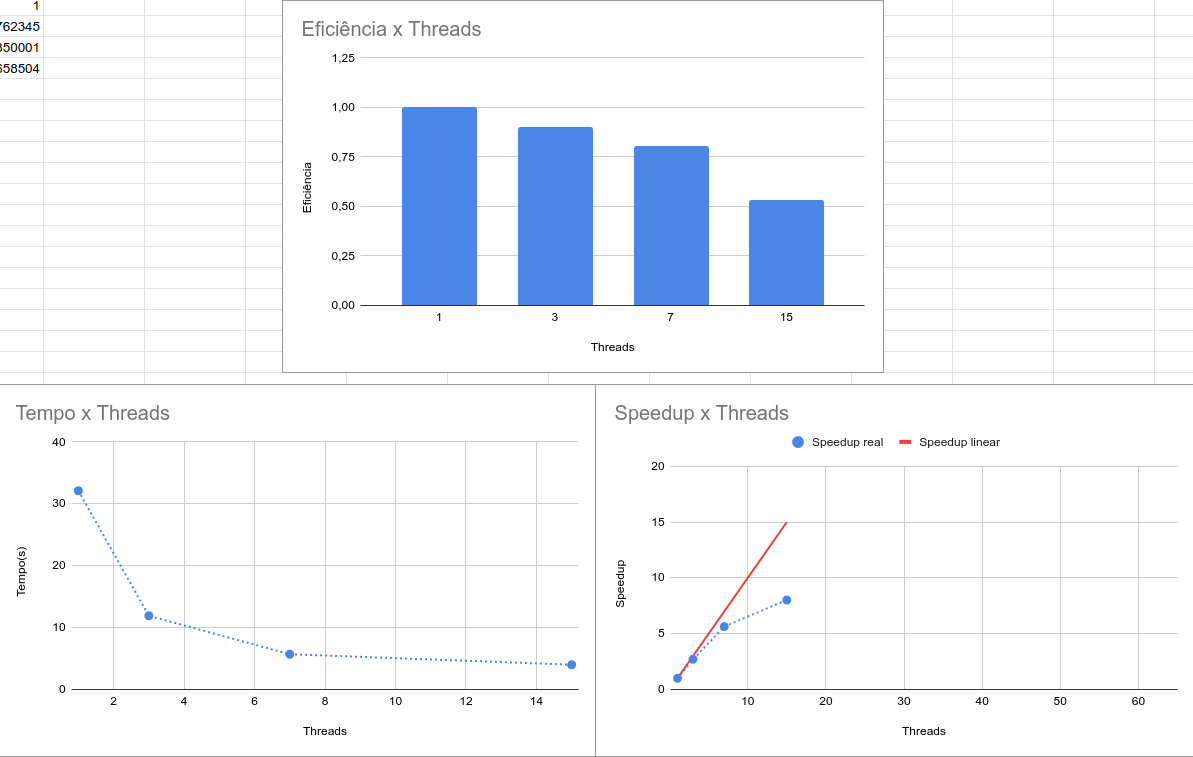 1
762345
350001
658504
Eficiência x Threads
1,25
1,00
0,75
0,50
0,25
0,00
Eficiência
1 3 7 15
Threads
Tempo x Threads
40
30
20
10
0
Tempo(s)
2 4 6 8 10 12 14
Threads
Speedup x Threads
Speedup real Speedup linear
20
15
10
5
0
Speedup
10 20 30 40 50 60
Threads